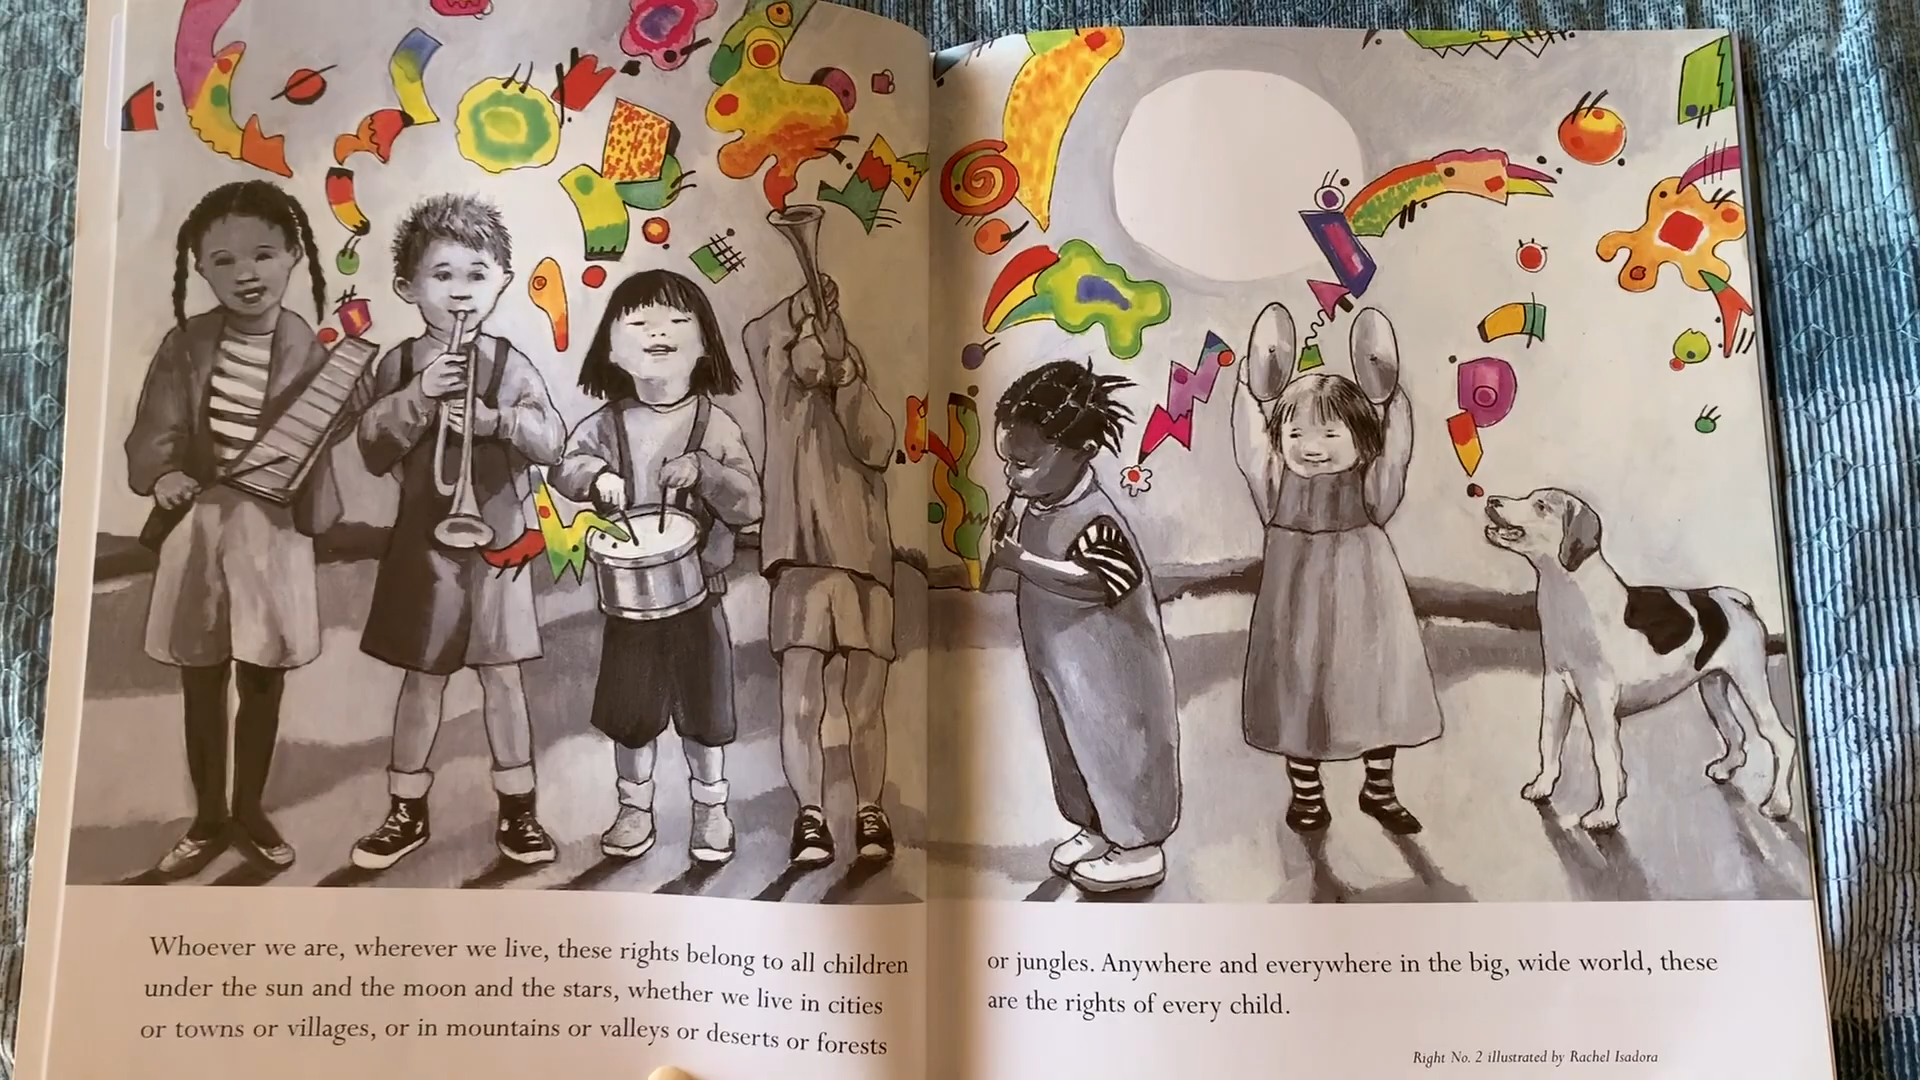 Whoever we are, wherever we live, these rights belong to all children
under the sun and the moon and the stars, whether we live in cities
or towns or villages, or in mountains or valleys or deserts or forests
or jungles. Anywhere and everywhere in the big, wide world, these
are the rights of every child.
Right No. 2 illustrated by Rachel Isadora